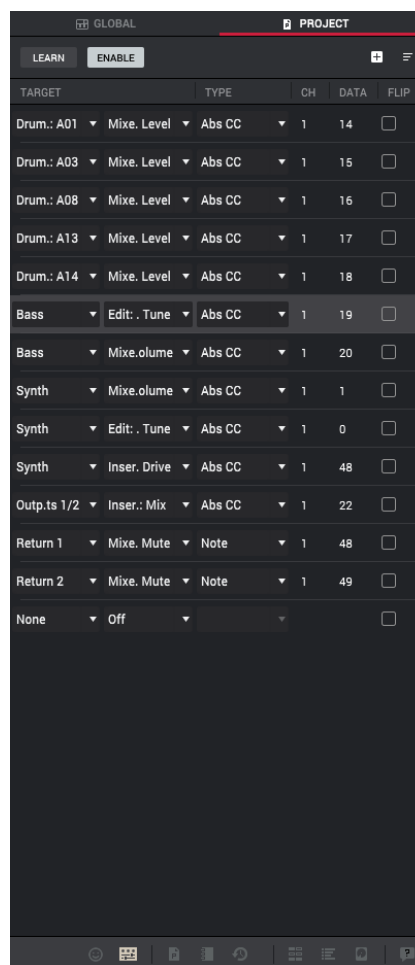 GLOBAL PROJECT
LEARN ENABLE
TARGET TYPE CH DATA FLIP
Drum.: A01 Mixe. Level Abs CC 1 14
Drum.: A03 Mixe. Level Abs CC 1 15
Drum.: A08 Mixe. Level Abs CC 1 16
Drum.: A13 Mixe. Level Abs CC 1 17
Drum.: A14 Mixe. Level Abs CC 1 18
Bass Edit: . Tune Abs CC 1 19
Bass Mixe.olume Abs CC 1 20
Synth Mixe.olume Abs CC 1 1
Synth Edit: . Tune Abs CC 1 0
Synth Inser. Drive Abs CC 1 48
Outp.ts 1/2 Inser.: Mix Abs CC 1 22
Return 1 Mixe. Mute Note 1 48
Return 2 Mixe. Mute Note 1 49
None Off